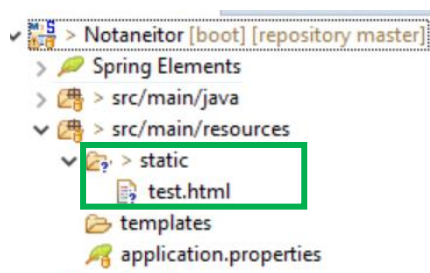 > Notaneitor [boot] [repository master]
> Spring Elements
> > src/main/java
> src/main/resources
> static
test.html
templates
application.properties